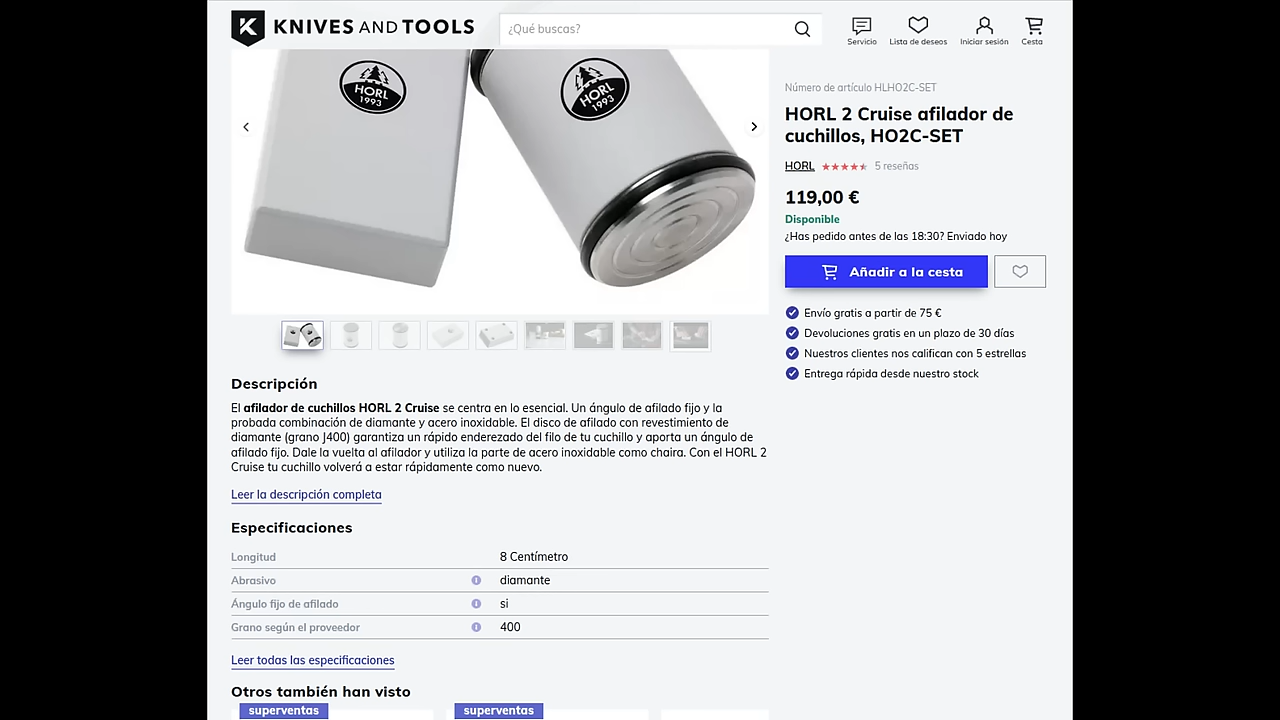 KNIVES AND TOOLS
¿Qué buscas?
Servicio
Lista de deseos
Iniciar sesión
Cesta
HORL
1993
HORL
1993
Número de artículo HLHO2C-SET
HORL 2 Cruise afilador de
cuchillos, HO2C-SET
HORL
5 reseñas
119,00 €
Disponible
¿Has pedido antes de las 18:30? Enviado hoy
Añadir a la cesta
Envío gratis a partir de 75 €
Devoluciones gratis en un plazo de 30 días
Nuestros clientes nos califican con 5 estrellas
Entrega rápida desde nuestro stock
Descripción
El afilador de cuchillos HORL 2 Cruise se centra en lo esencial. Un ángulo de afilado fijo y la
probada combinación de diamante y acero inoxidable. El disco de afilado con revestimiento de
diamante (grano J400) garantiza un rápido enderezado del filo de tu cuchillo y aporta un ángulo de
afilado fijo. Dale la vuelta al afilador y utiliza la parte de acero inoxidable como chaira. Con el HORL 2
Cruise tu cuchillo volverá a estar rápidamente como nuevo.
Leer la descripción completa
Especificaciones
Longitud 8 Centímetro
Abrasivo diamante
Ángulo fijo de afilado si
Grano según el proveedor 400
Leer todas las especificaciones
Otros también han visto
superventas
superventas